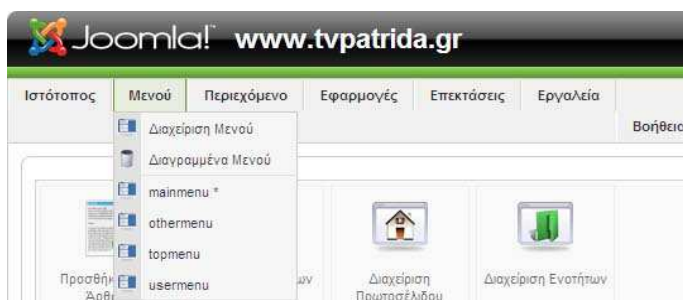 Joomla! www.tvpatrida.gr
Ιστότοπος Μενού Περιεχόμενο Εφαρμογές Επεκτάσεις Εργαλεία
Διαχείριση Μενού
Διαγραμμένα Μενού
mainmenu *
othermenu
topmenu
usermenu
Διαχείριση Πρωτοσέλιδου
Διαχείριση Ενοτήτων